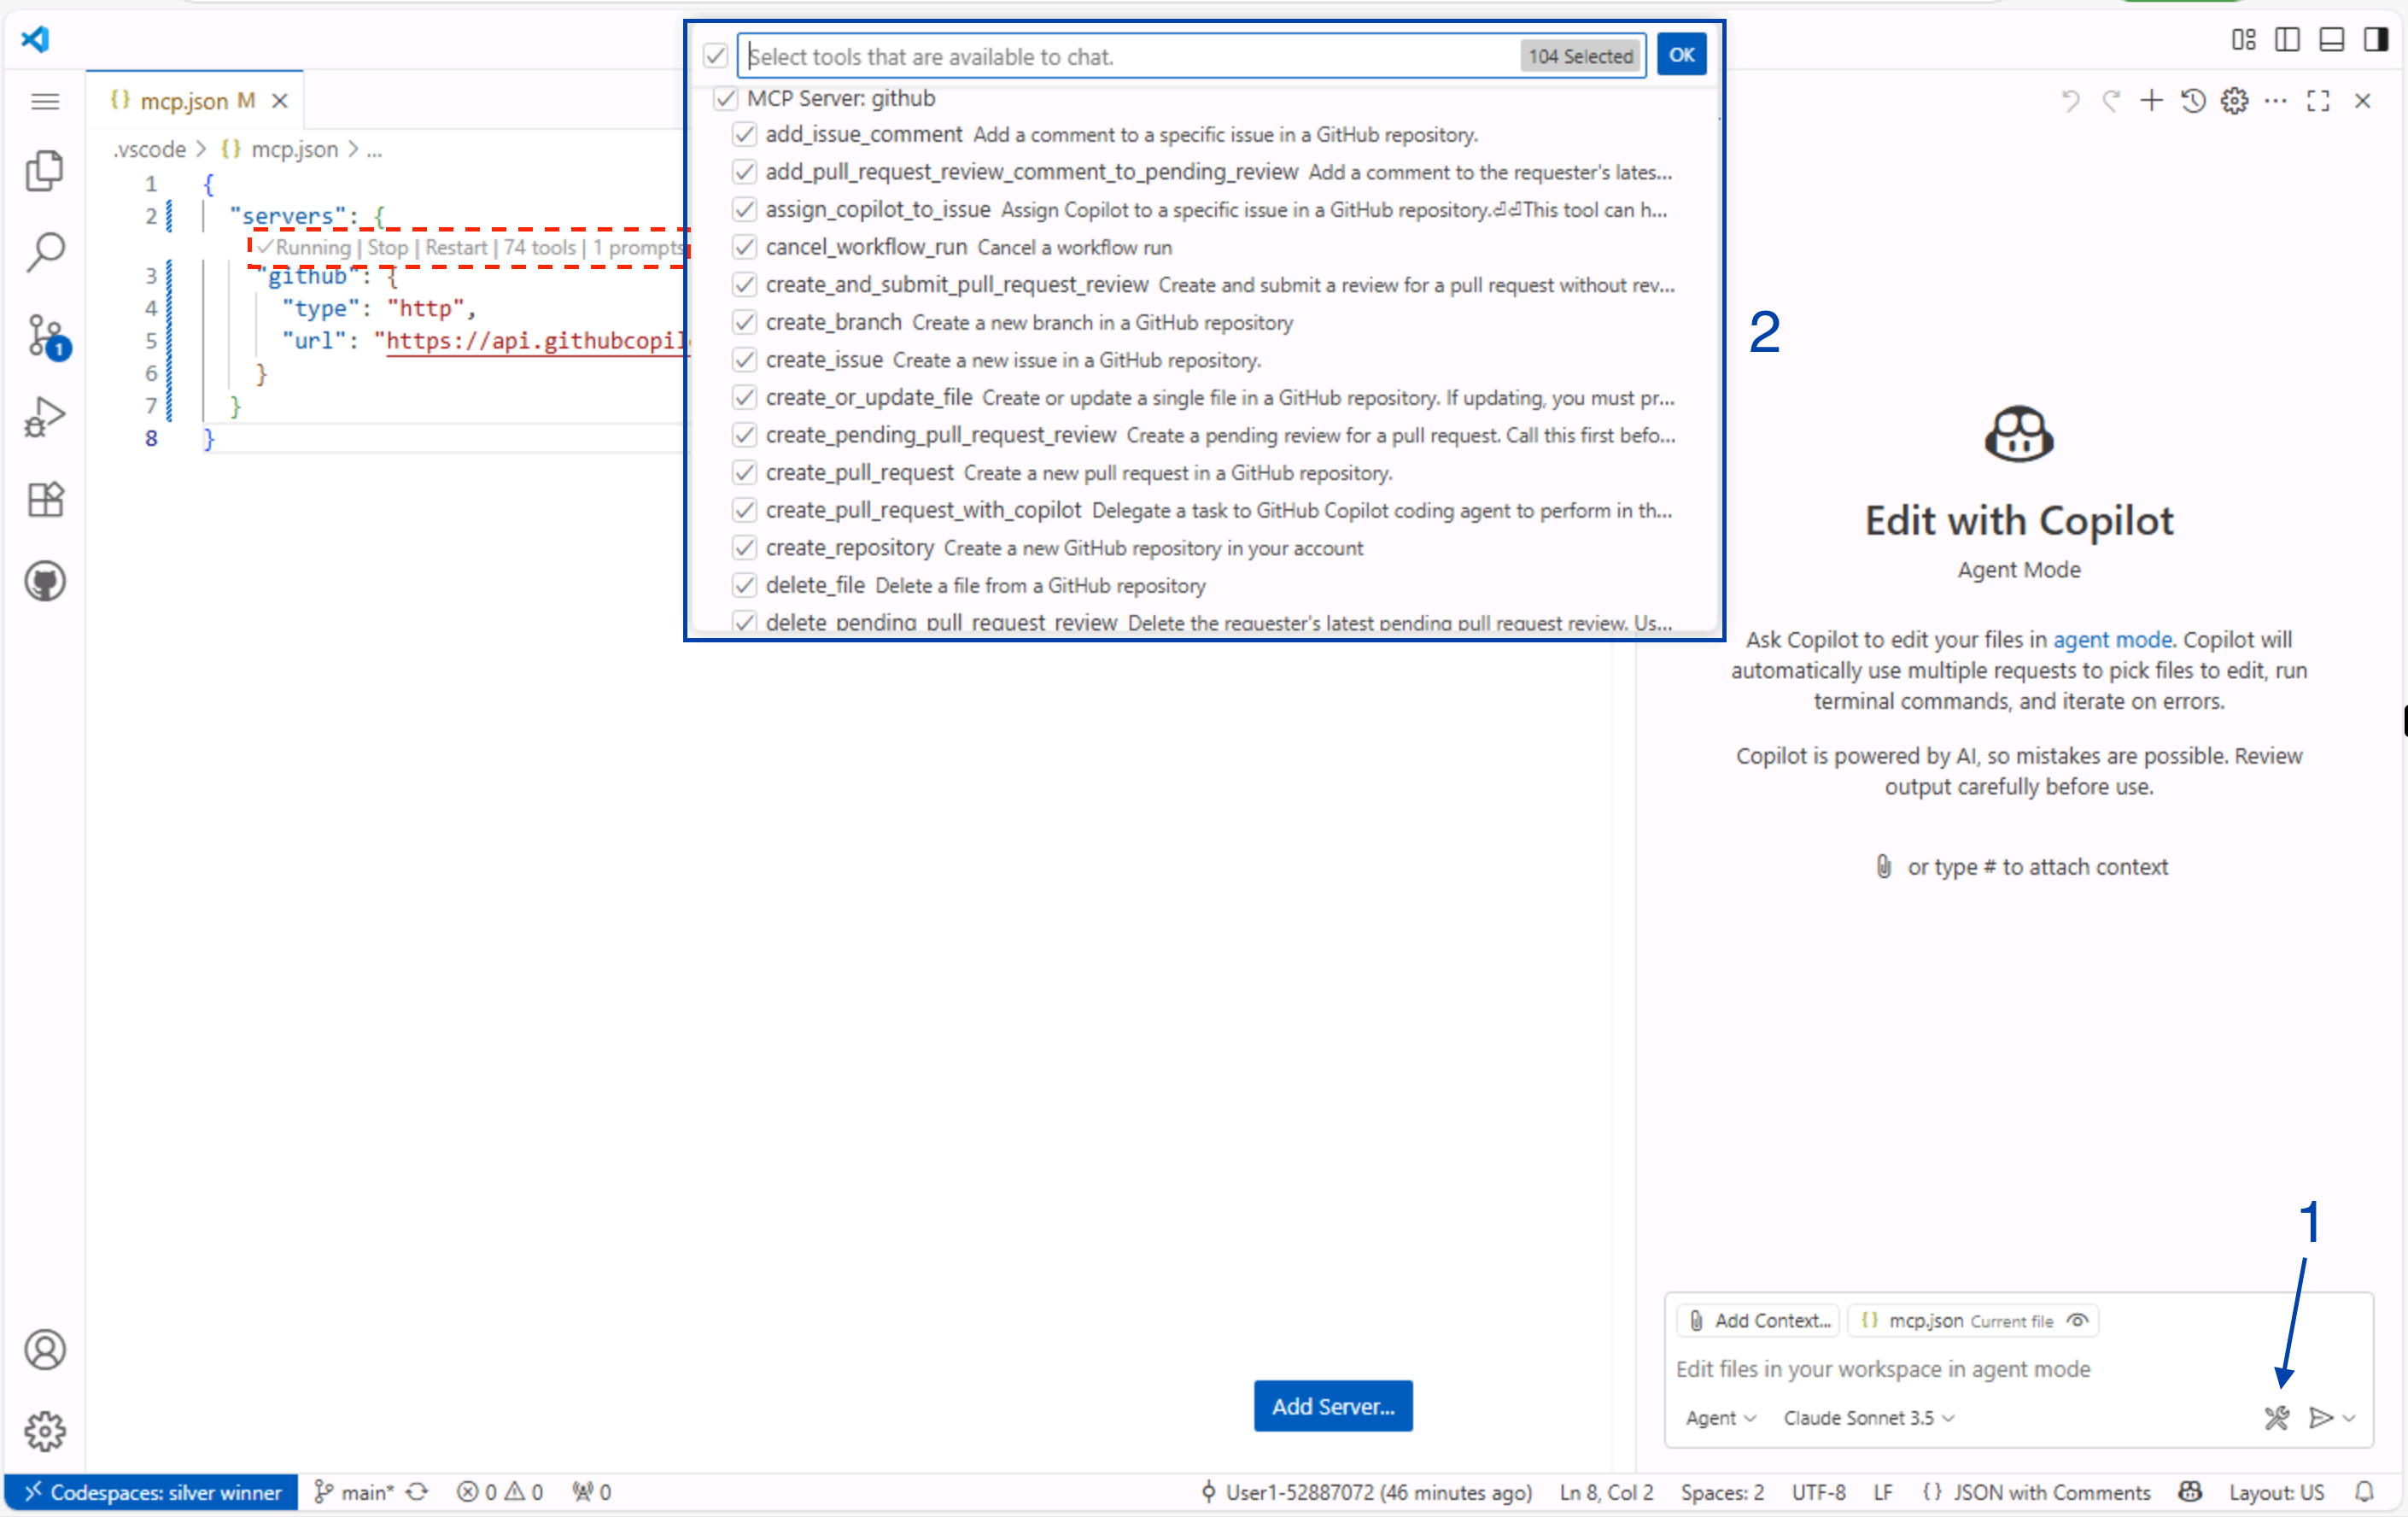 Select tools that are available to chat.
104 Selected
OK
MCP Server: github
add_issue_comment Add a comment to a specific issue in a GitHub repository.
add_pull_request_review_comment_to_pending_review Add a comment to the requester's lates...
assign_copilot_to_issue Assign Copilot to a specific issue in a GitHub repository.⏎⏎This tool can h...
cancel_workflow_run Cancel a workflow run
create_and_submit_pull_request_review Create and submit a review for a pull request without rev...
create_branch Create a new branch in a GitHub repository
create_issue Create a new issue in a GitHub repository.
create_or_update_file Create or update a single file in a GitHub repository. If updating, you must pr...
create_pending_pull_request_review Create a pending review for a pull request. Call this first befo...
create_pull_request Create a new pull request in a GitHub repository.
create_pull_request_with_copilot Delegate a task to GitHub Copilot coding agent to perform in th...
create_repository Create a new GitHub repository in your account
delete_file Delete a file from a GitHub repository
delete_pending_pull_request_review Delete the requester's latest pending pull request review. Us...
2
{} mcp.json M
.vscode > {} mcp.json > ...
1 {
2 "servers": {
✓Running | Stop | Restart | 74 tools | 1 prompts
3 "github": {
4 "type": "http",
5 "url": "https://api.githubcopil
6 }
7 }
8 }
1
Edit with Copilot
Agent Mode
Ask Copilot to edit your files in agent mode. Copilot will
automatically use multiple requests to pick files to edit, run
terminal commands, and iterate on errors.
Copilot is powered by AI, so mistakes are possible. Review
output carefully before use.
or type # to attach context
1
Add Context...
{} mcp.json Current file
Edit files in your workspace in agent mode
Agent
Claude Sonnet 3.5
Add Server...
Codespaces: silver winner
main*
0
0
0
User1-52887072 (46 minutes ago)
Ln 8, Col 2
Spaces: 2
UTF-8
LF
{} JSON with Comments
Layout: US